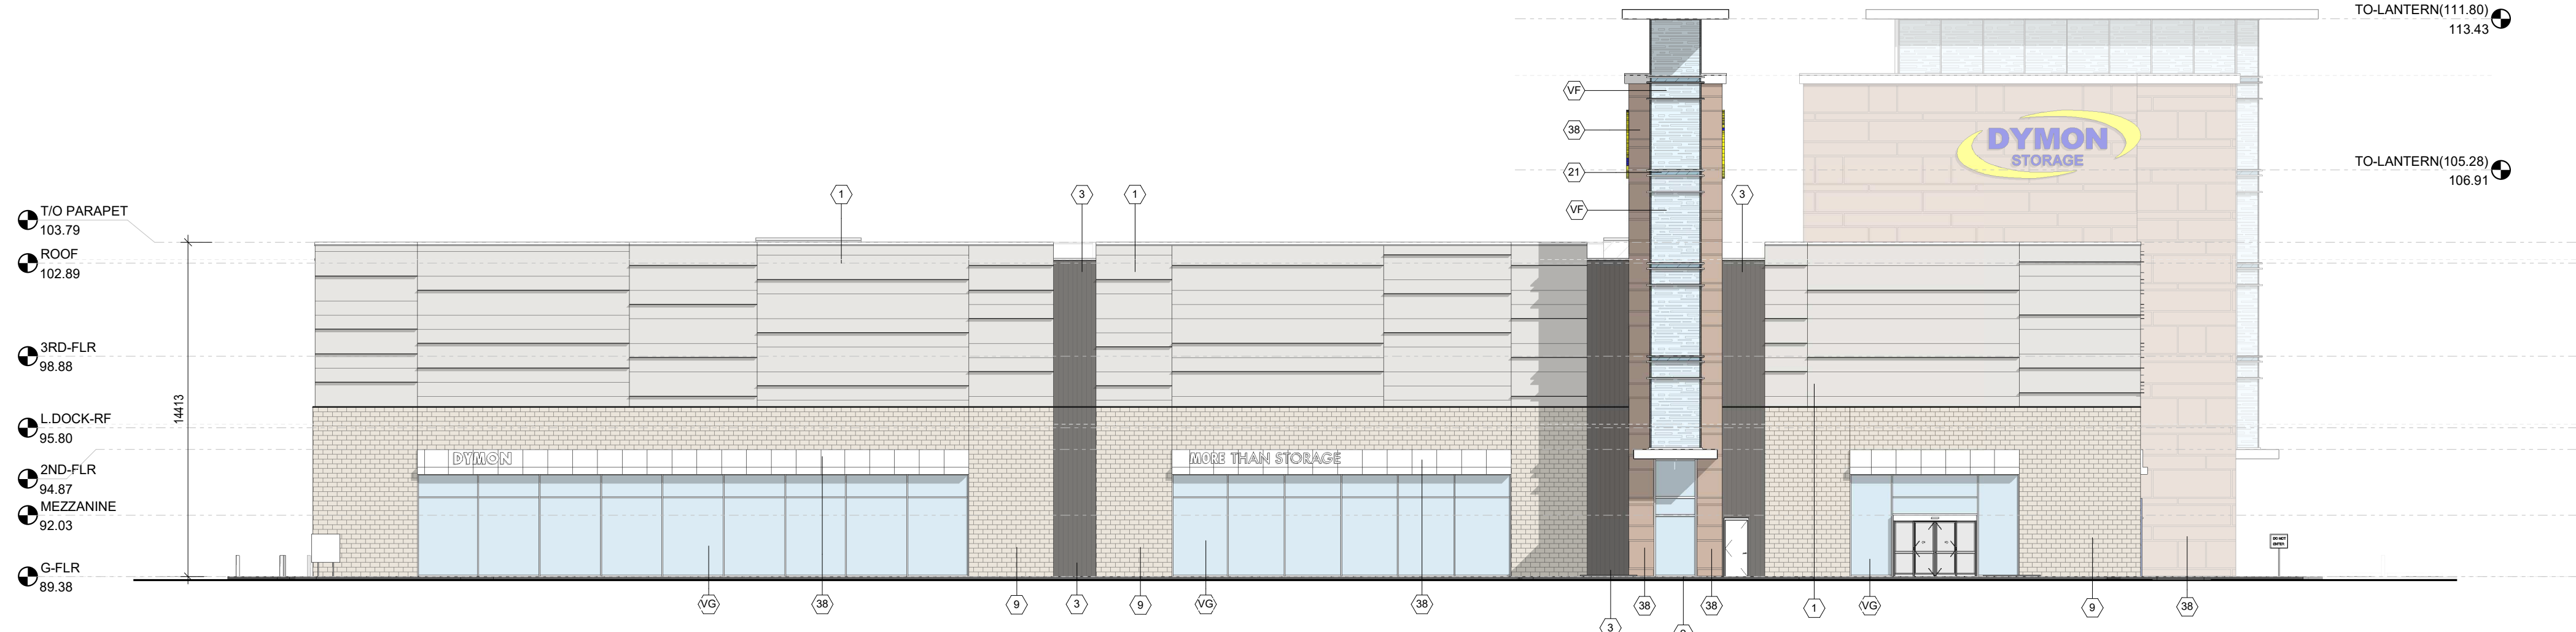 TO-LANTERN(111.80)
113.43
VF
38
DYMON
STORAGE
TO-LANTERN(105.28)
106.91
21
1
3
1
3
VF
T/O PARAPET
103.79
ROOF
102.89
3RD-FLR
98.88
14413
L.DOCK-RF
95.80
2ND-FLR
94.87
DYMON
MORE THAN STORAGE
MEZZANINE
92.03
DO NOT
ENTER
G-FLR
89.38
VG
38
9
3
9
VG
38
3
38
38
1
VG
9
38